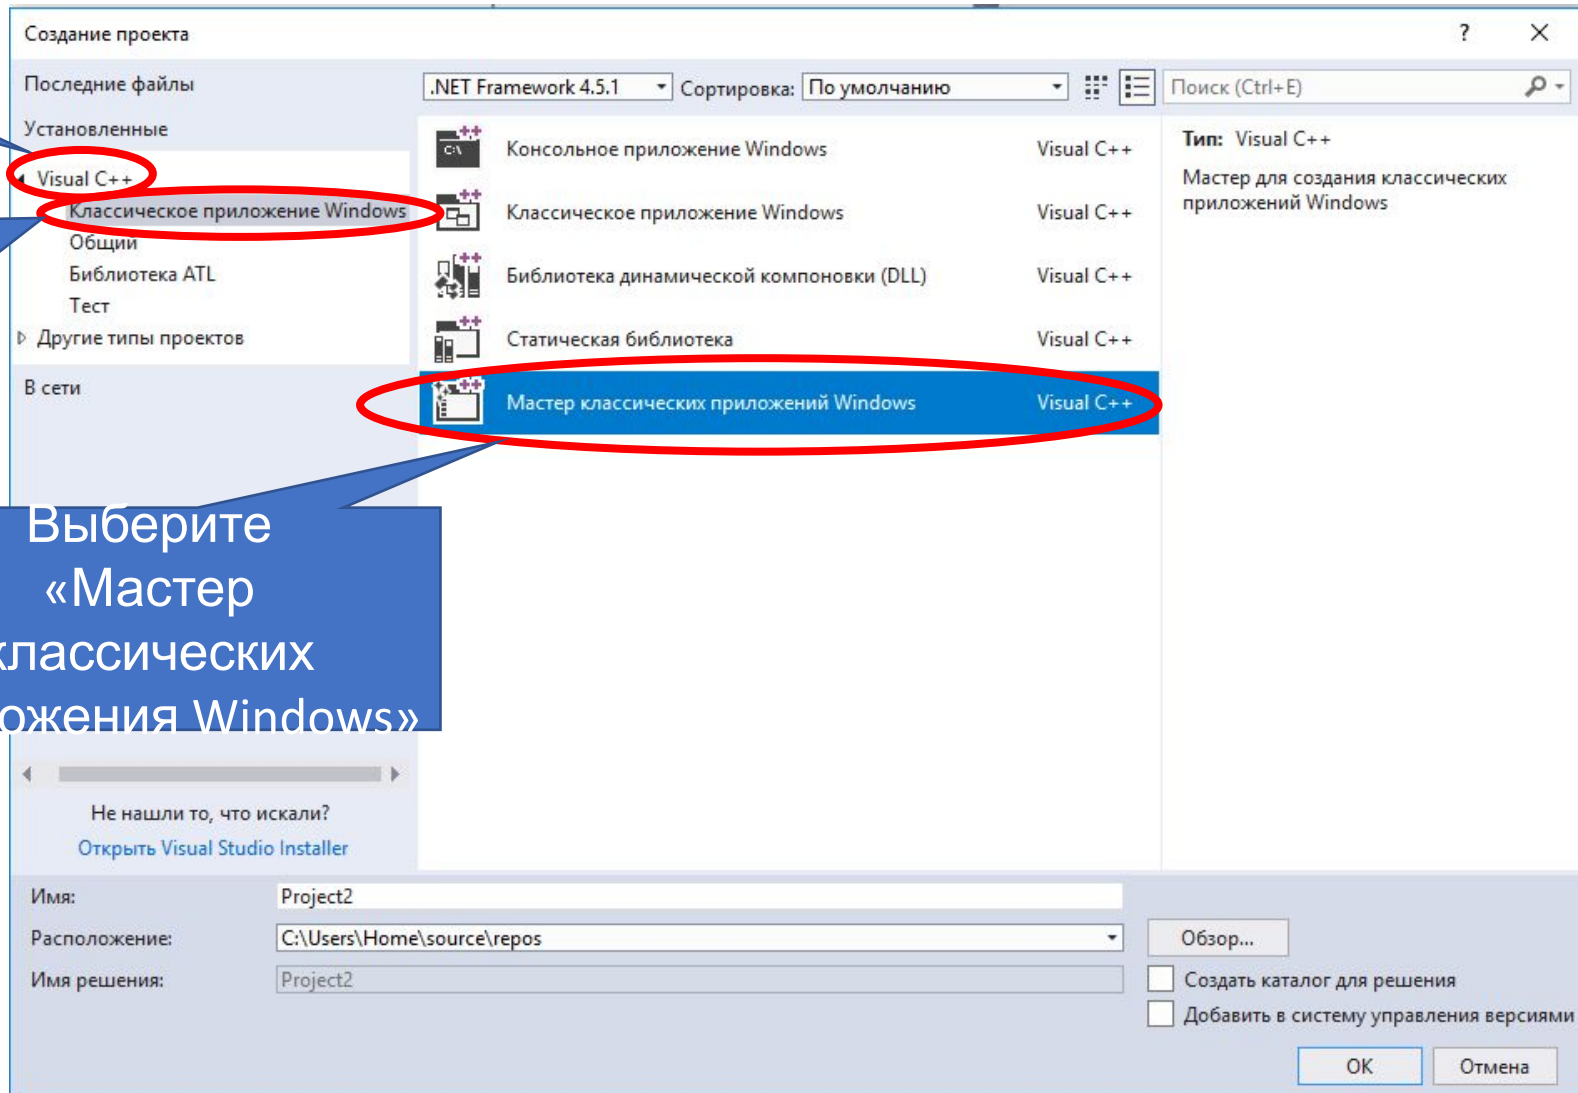 Создание проекта
Последние файлы
.NET Framework 4.5.1
Сортировка: По умолчанию
Поиск (Ctrl+E)
Установленные
Visual C++
Классическое приложение Windows
Общий
Библиотека ATL
Тест
Другие типы проектов
В сети
Консольное приложение Windows Visual C++
Классическое приложение Windows Visual C++
Библиотека динамической компоновки (DLL) Visual C++
Статическая библиотека Visual C++
Мастер классических приложений Windows Visual C++
Тип: Visual C++
Мастер для создания классических
приложений Windows
Выберите
«Мастер
классических
ожения Windows»
Не нашли то, что искали?
Открыть Visual Studio Installer
Имя: Project2
Расположение: C:\Users\Home\source\repos
Обзор...
Имя решения: Project2
Создать каталог для решения
Добавить в систему управления версиями
ОК Отмена